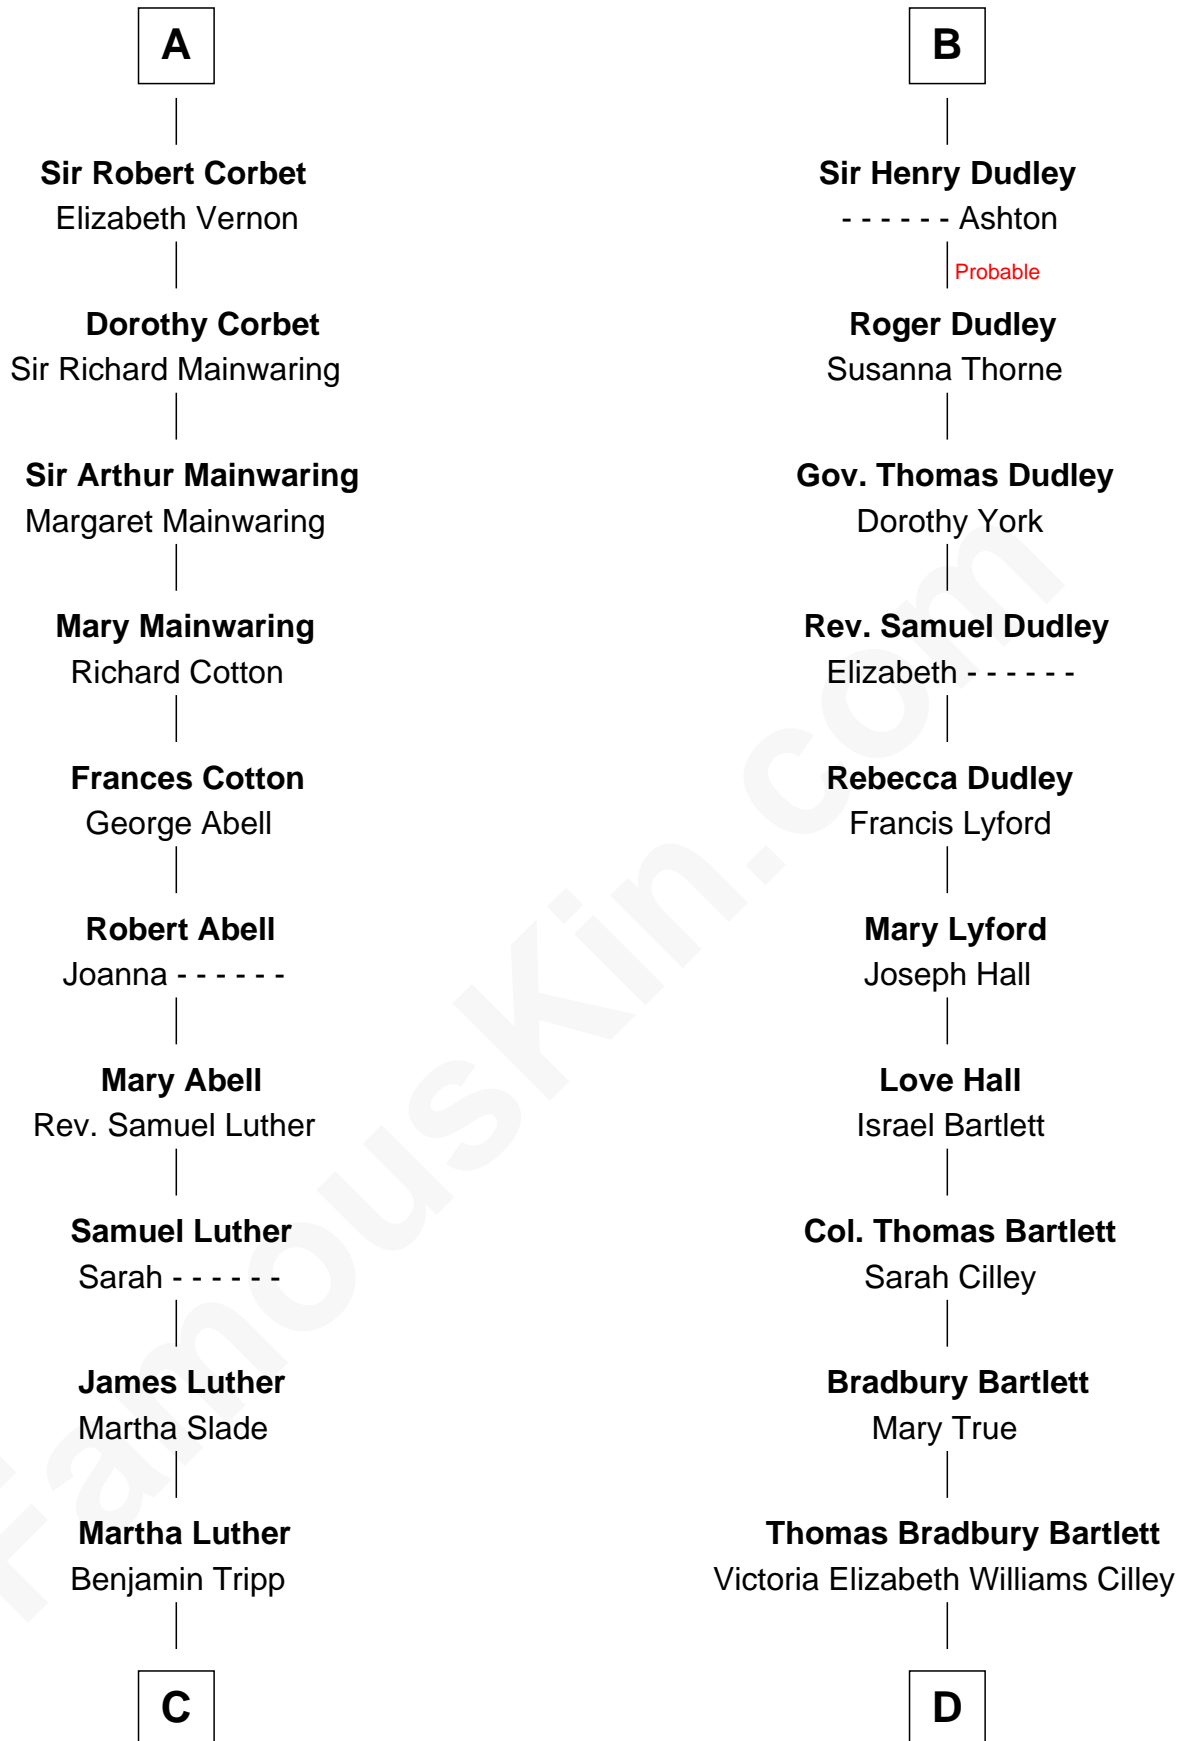 A
Sir Robert Corbet
Elizabeth Vernon
Dorothy Corbet
Sir Richard Mainwaring
Sir Arthur Mainwaring
Margaret Mainwaring
Mary Mainwaring
Richard Cotton
Frances Cotton
George Abell
Robert Abell
Joanna - - - - - -
Mary Abell
Rev. Samuel Luther
Samuel Luther
Sarah - - - - - -
James Luther
Martha Slade
Martha Luther
Benjamin Tripp
C
B
Sir Henry Dudley
- - - - - - Ashton
Probable
Roger Dudley
Susanna Thorne
Gov. Thomas Dudley
Dorothy York
Rev. Samuel Dudley
Elizabeth - - - - - -
Rebecca Dudley
Francis Lyford
Mary Lyford
Joseph Hall
Love Hall
Israel Bartlett
Col. Thomas Bartlett
Sarah Cilley
Bradbury Bartlett
Mary True
Thomas Bradbury Bartlett
Victoria Elizabeth Williams Cilley
D
FamousKin.com